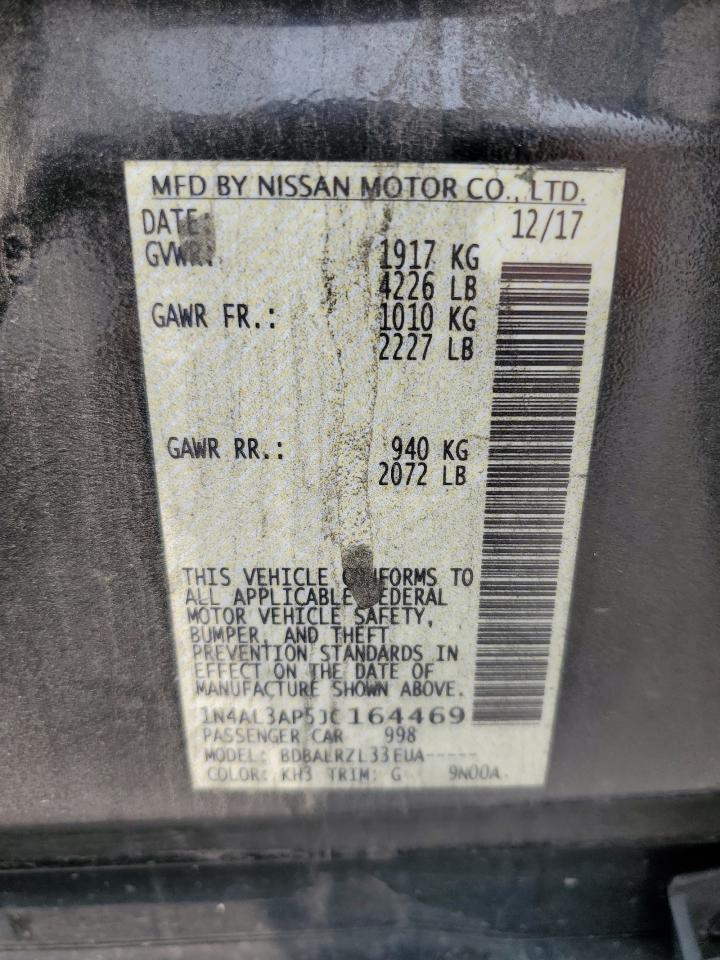 MFD BY NISSAN MOTOR CO., LTD.
DATE: 12/17
GVWR: 1917 KG
4226 LB
GAWR FR.: 1010 KG
2227 LB
GAWR RR.: 940 KG
2072 LB
THIS VEHICLE CONFORMS TO
ALL APPLICABLE FEDERAL
MOTOR VEHICLE SAFETY,
BUMPER, AND THEFT
PREVENTION STANDARDS IN
EFFECT ON THE DATE OF
MANUFACTURE SHOWN ABOVE.
1N4AL3AP5JC164469
PASSENGER CAR 998
MODEL: BDBALRZL33EUA-----
COLOR: KH3 TRIM: G 9N00A